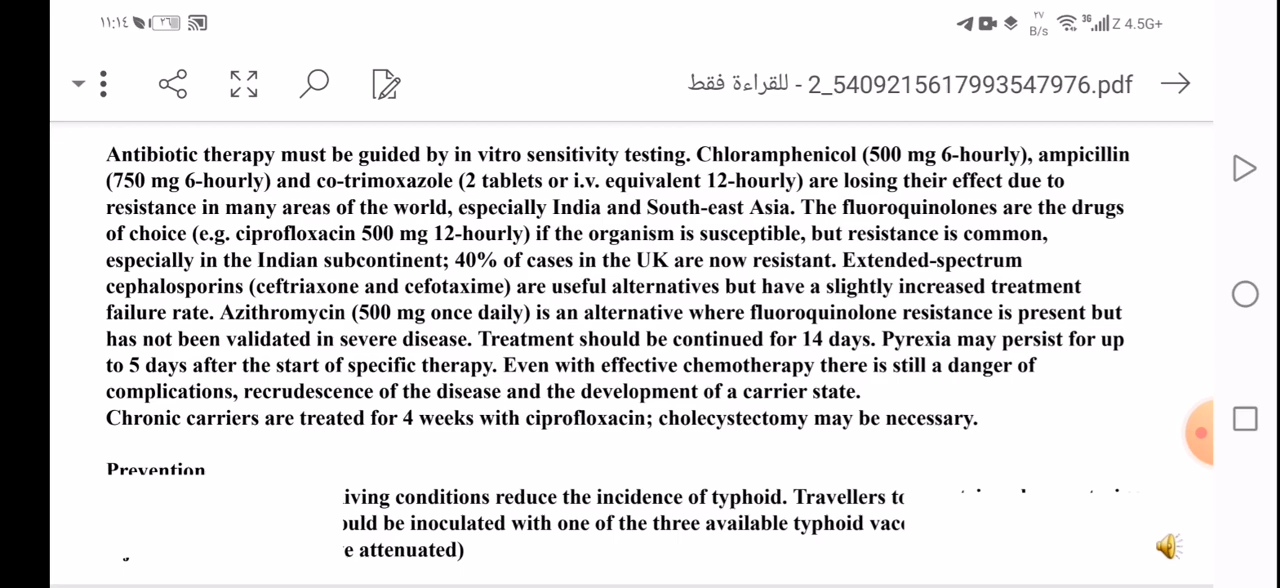 ١١:١٤ ٢٦ ٢٧ B/s 3G Z 4.5G+
2_5409215617993547976.pdf - للقراءة فقط
Antibiotic therapy must be guided by in vitro sensitivity testing. Chloramphenicol (500 mg 6-hourly), ampicillin
(750 mg 6-hourly) and co-trimoxazole (2 tablets or i.v. equivalent 12-hourly) are losing their effect due to
resistance in many areas of the world, especially India and South-east Asia. The fluoroquinolones are the drugs
of choice (e.g. ciprofloxacin 500 mg 12-hourly) if the organism is susceptible, but resistance is common,
especially in the Indian subcontinent; 40% of cases in the UK are now resistant. Extended-spectrum
cephalosporins (ceftriaxone and cefotaxime) are useful alternatives but have a slightly increased treatment
failure rate. Azithromycin (500 mg once daily) is an alternative where fluoroquinolone resistance is present but
has not been validated in severe disease. Treatment should be continued for 14 days. Pyrexia may persist for up
to 5 days after the start of specific therapy. Even with effective chemotherapy there is still a danger of
complications, recrudescence of the disease and the development of a carrier state.
Chronic carriers are treated for 4 weeks with ciprofloxacin; cholecystectomy may be necessary.
Prevention
conditions reduce the incidence of typhoid. Travellers
be inoculated with one of the three available typhoid
attenuated)